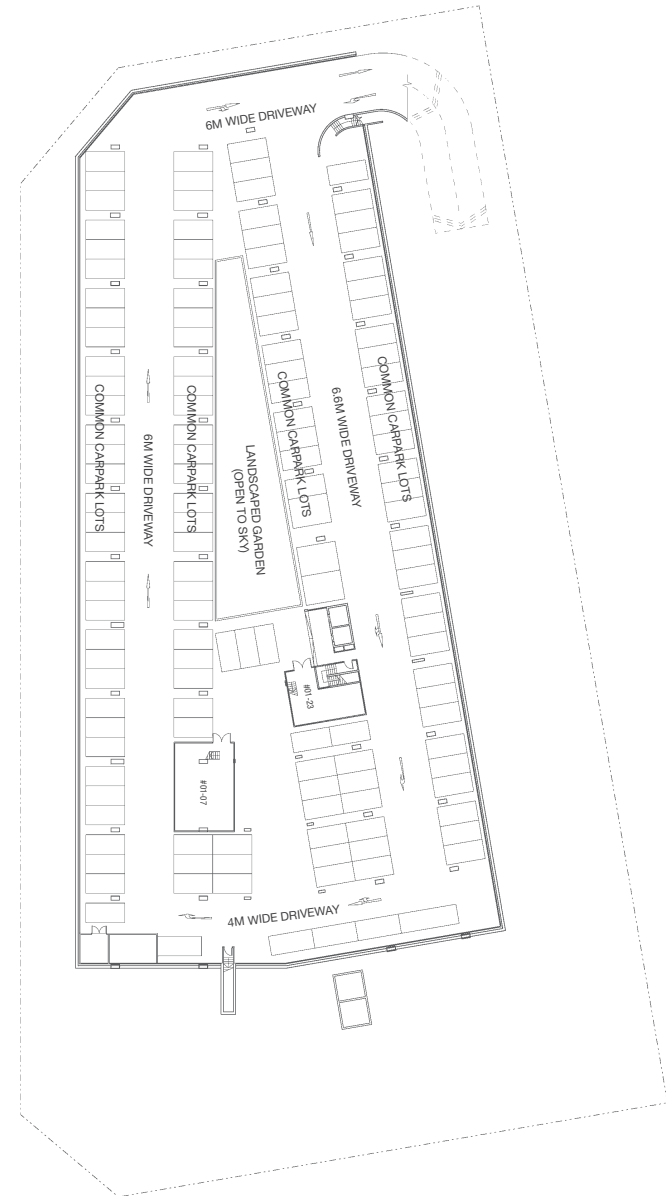 6M WIDE DRIVEWAY
COMMON CARPARK LOTS
6M WIDE DRIVEWAY
COMMON CARPARK LOTS
LANDSCAPED GARDEN
(OPEN TO SKY)
COMMON CARPARK LOTS
6.6M WIDE DRIVEWAY
COMMON CARPARK LOTS
#01-23
#01-07
4M WIDE DRIVEWAY